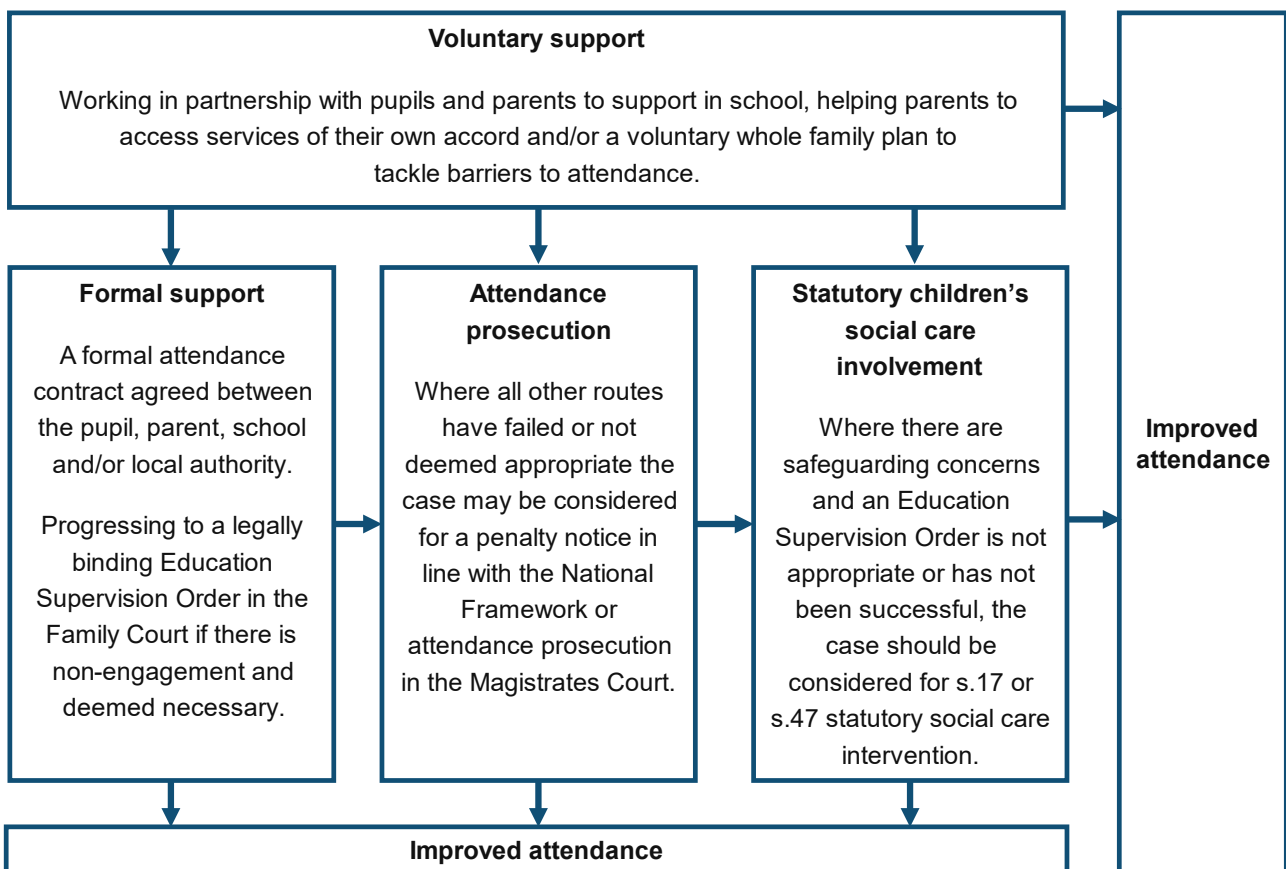 Voluntary support
Working in partnership with pupils and parents to support in school, helping parents to
access services of their own accord and/or a voluntary whole family plan to
tackle barriers to attendance.
Formal support
A formal attendance
contract agreed between
the pupil, parent, school
and/or local authority.
Progressing to a legally
binding Education
Supervision Order in the
Family Court if there is
non-engagement and
deemed necessary.
Attendance
prosecution
Where all other routes
have failed or not
deemed appropriate the
case may be considered
for a penalty notice in
line with the National
Framework or
attendance prosecution
in the Magistrates Court.
Statutory children’s
social care
involvement
Where there are
safeguarding concerns
and an Education
Supervision Order is not
appropriate or has not
been successful, the
case should be
considered for s.17 or
s.47 statutory social care
intervention.
Improved
attendance
Improved attendance